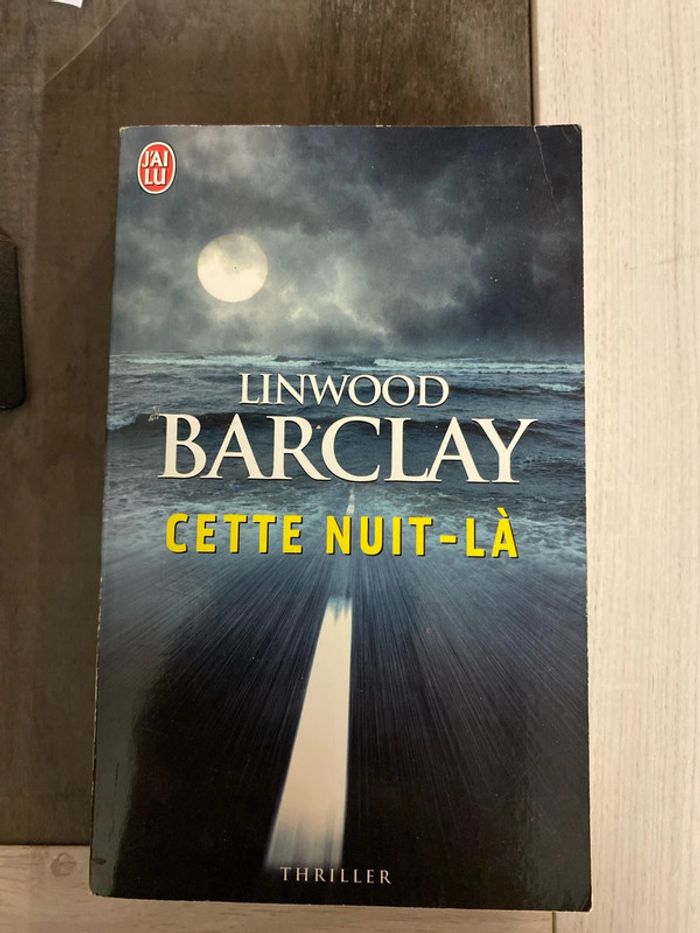 J'AI
LU
LINWOOD
BARCLAY
CETTE NUIT-LÀ
THRILLER